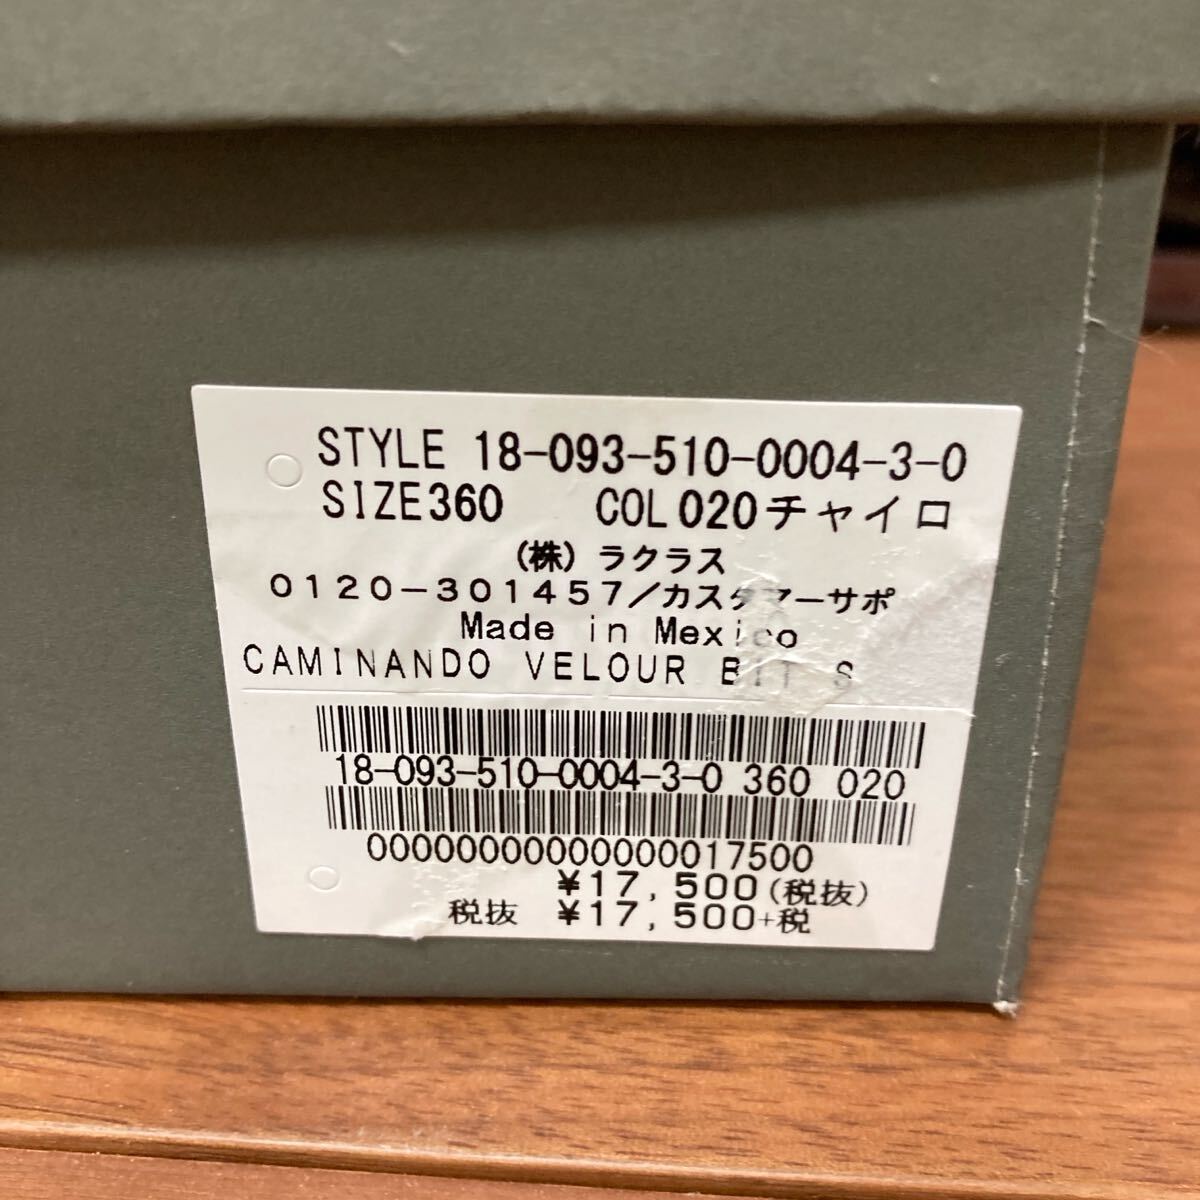 STYLE 18-093-510-0004-3-0
SIZE360 COL020チャイロ
(株)ラクラス
0120-301457/カスタマーサポ
Made in Mexico
CAMINANDO VELOUR BIT S
18-093-510-0004-3-0 360 020
00000000000000017500
¥17,500(税抜)
税抜 ¥17,500+税